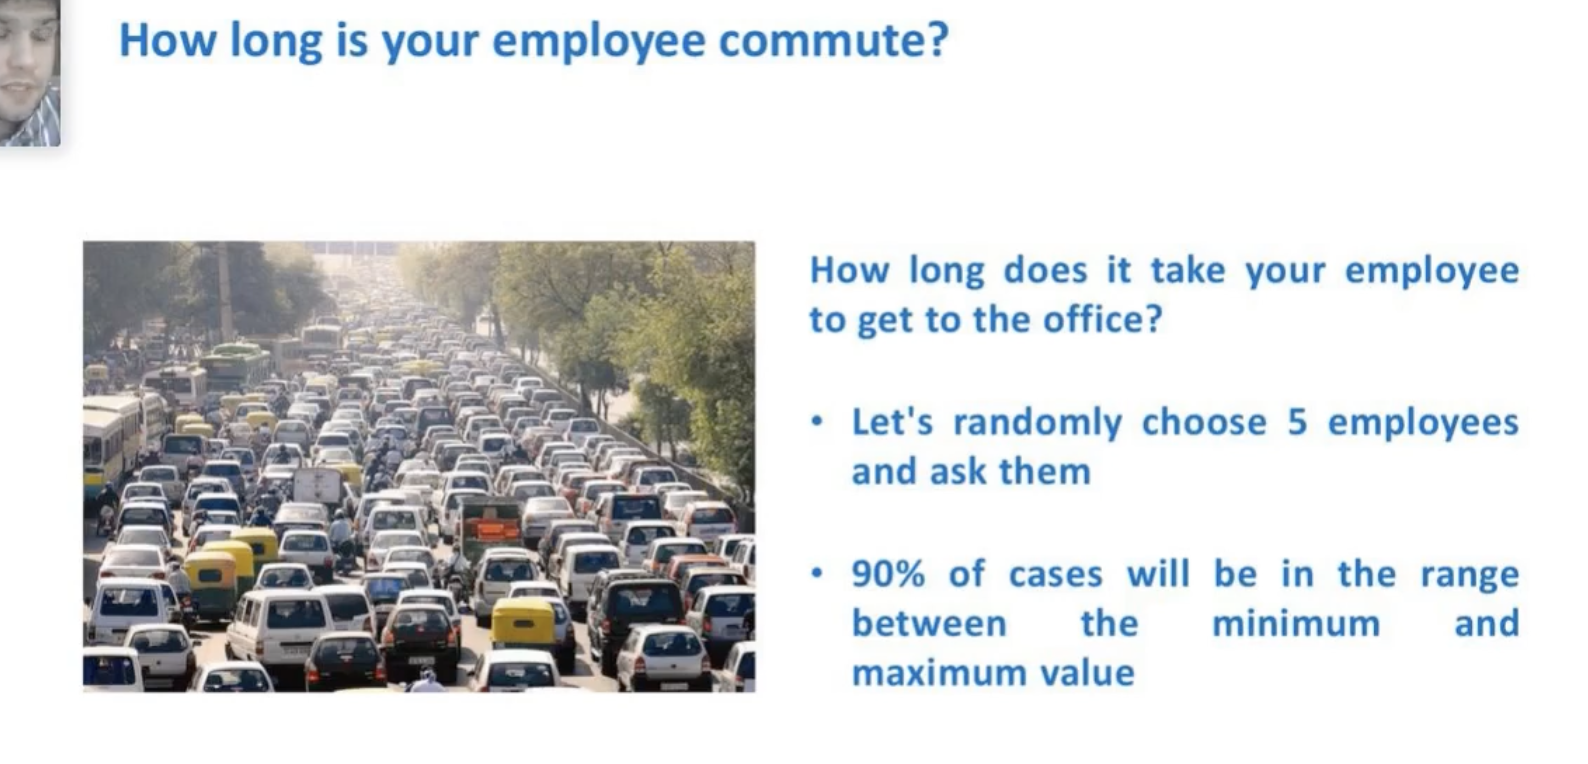 How long is your employee commute?
How long does it take your employee
to get to the office?
• Let's randomly choose 5 employees
and ask them
• 90% of cases will be in the range
between the minimum and
maximum value